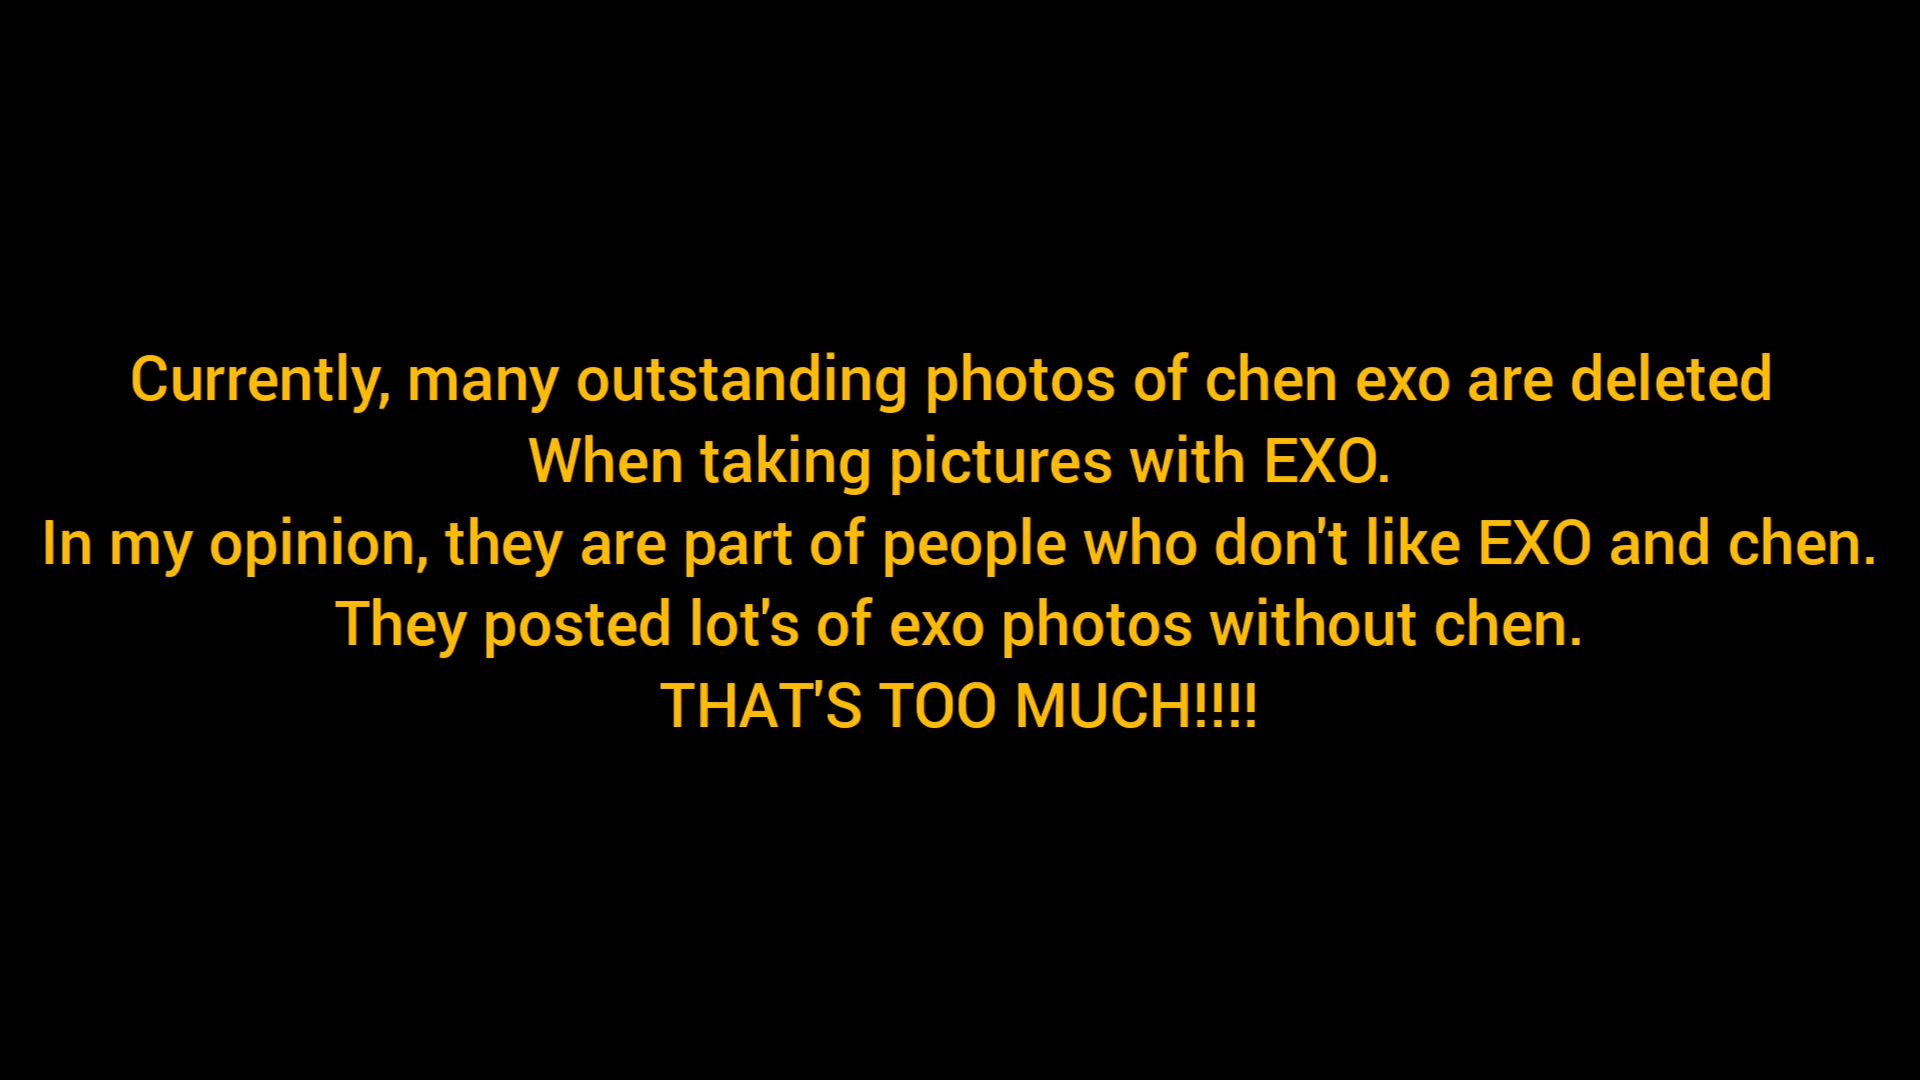 Currently, many outstanding photos of chen exo are deleted
When taking pictures with EXO.
In my opinion, they are part of people who don't like EXO and chen.
They posted lot's of exo photos without chen.
THAT'S TOO MUCH!!!!